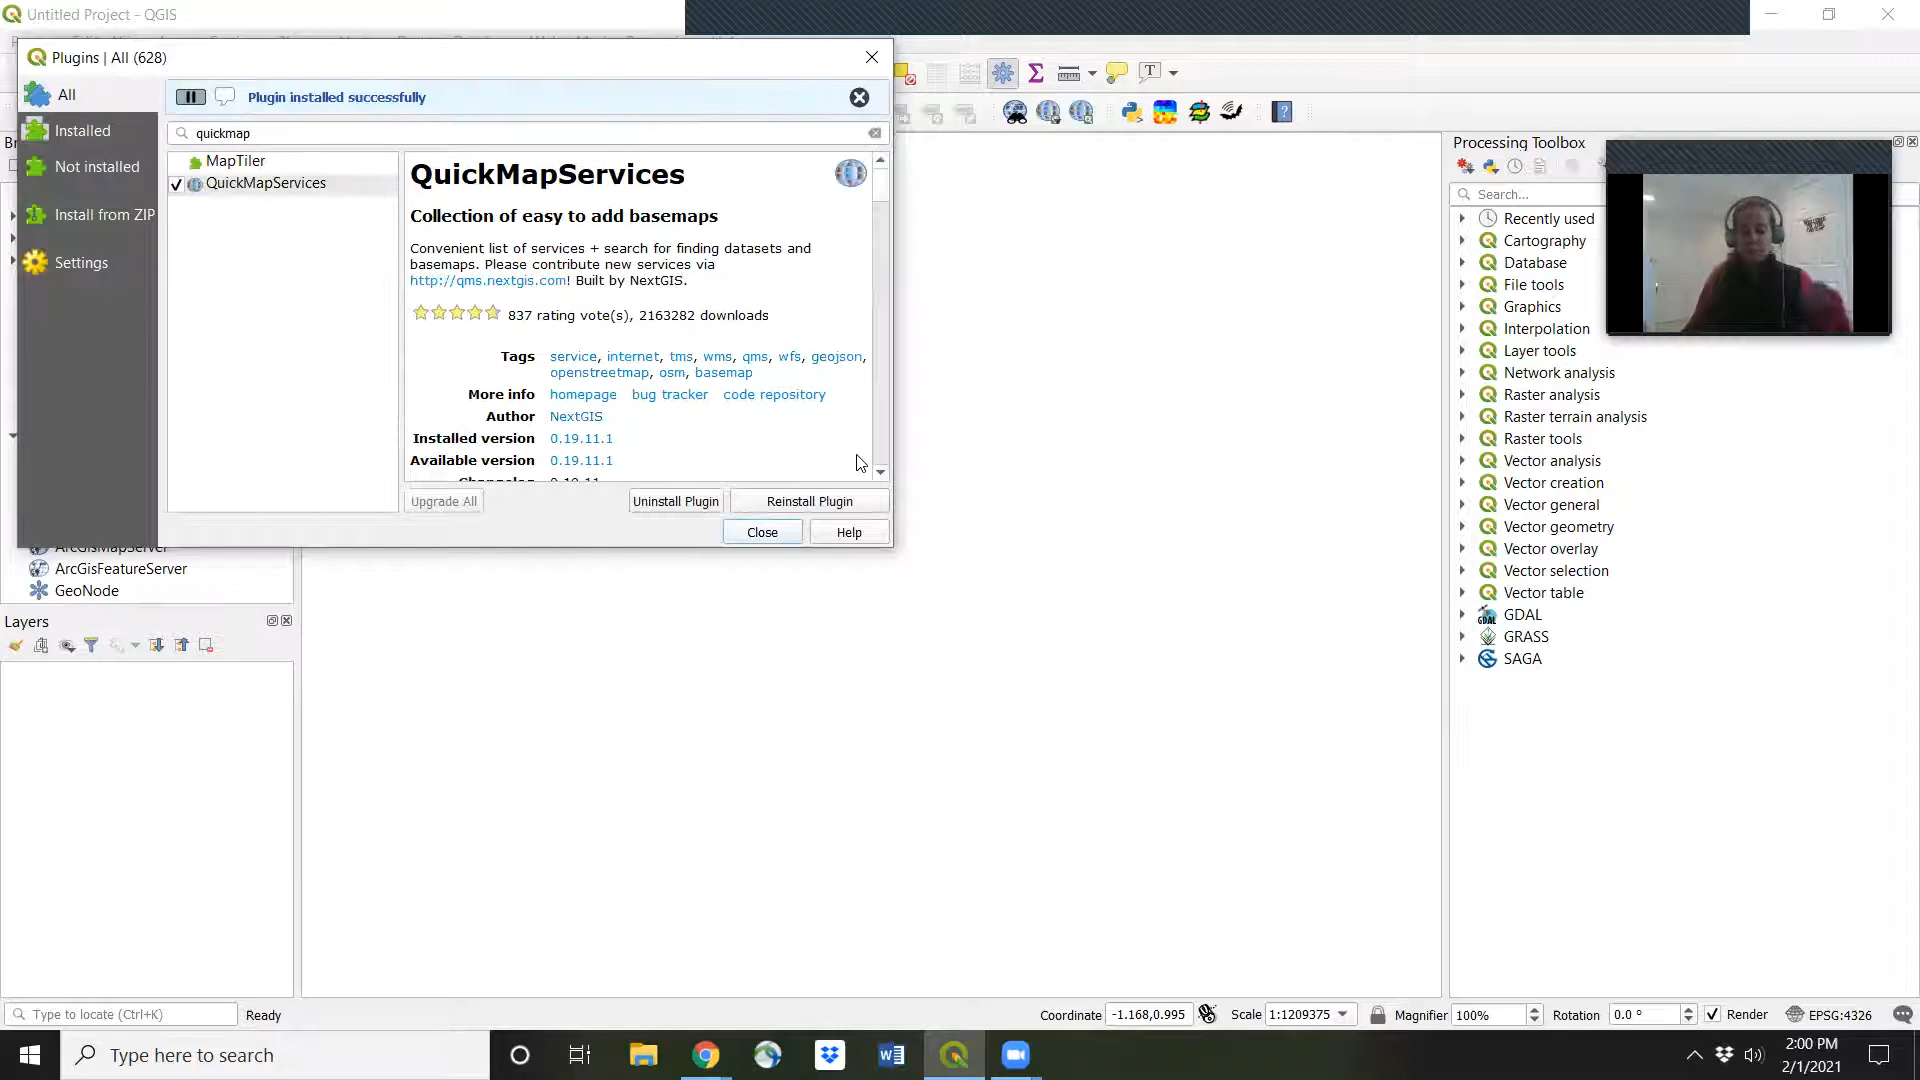 Untitled Project - QGIS
Plugins | All (628)
All
Installed
Not installed
Install from ZIP
Settings
Plugin installed successfully
quickmap
MapTiler
QuickMapServices
QuickMapServices
Collection of easy to add basemaps
Convenient list of services + search for finding datasets and
basemaps. Please contribute new services via
http://qms.nextgis.com! Built by NextGIS.
837 rating vote(s), 2163282 downloads
Tags service, internet, tms, wms, qms, wfs, geojson,
openstreetmap, osm, basemap
More info homepage bug tracker code repository
Author NextGIS
Installed version 0.19.11.1
Available version 0.19.11.1
Upgrade All
Uninstall Plugin
Reinstall Plugin
Close
Help
ArcGisMapServer
ArcGisFeatureServer
GeoNode
Layers
Processing Toolbox
Search...
Recently used
Cartography
Database
File tools
Graphics
Interpolation
Layer tools
Network analysis
Raster analysis
Raster terrain analysis
Raster tools
Vector analysis
Vector creation
Vector general
Vector geometry
Vector overlay
Vector selection
Vector table
GDAL
GRASS
SAGA
Type to locate (Ctrl+K)
Ready
Coordinate -1.168,0.995
Scale 1:1209375
Magnifier 100%
Rotation 0.0 °
Render
EPSG:4326
Type here to search
2:00 PM
2/1/2021